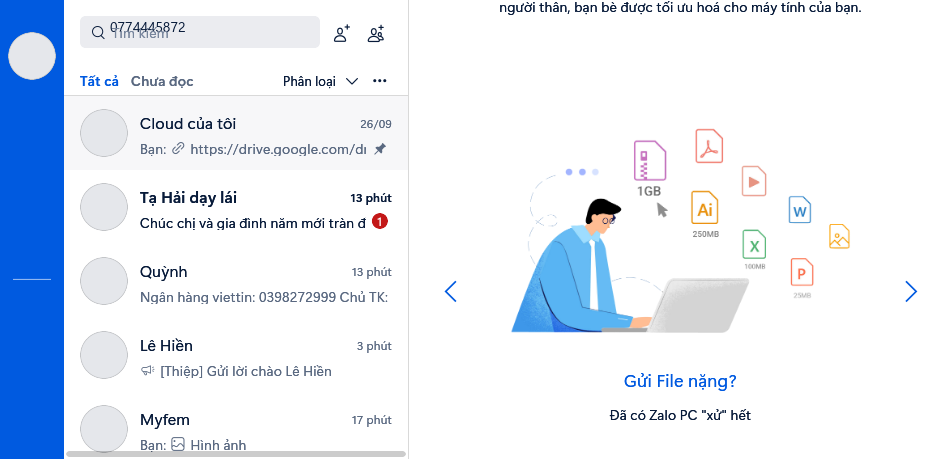 0774445872
Tìm kiếm
Tất cả Chưa đọc Phân loại
Cloud của tôi 26/09
Bạn: https://drive.google.com/dr
Tạ Hải dạy lái 13 phút
Chúc chị và gia đình năm mới tràn đ 1
Quỳnh 13 phút
Ngân hàng viettin: 0398272999 Chủ TK:
Lê Hiền 3 phút
[Thiệp] Gửi lời chào Lê Hiền
Myfem 17 phút
Bạn: Hình ảnh
người thân, bạn bè được tối ưu hoá cho máy tính của bạn.
1GB
Ai
250MB
W
X
100MB
P
25MB
Gửi File nặng?
Đã có Zalo PC "xử" hết